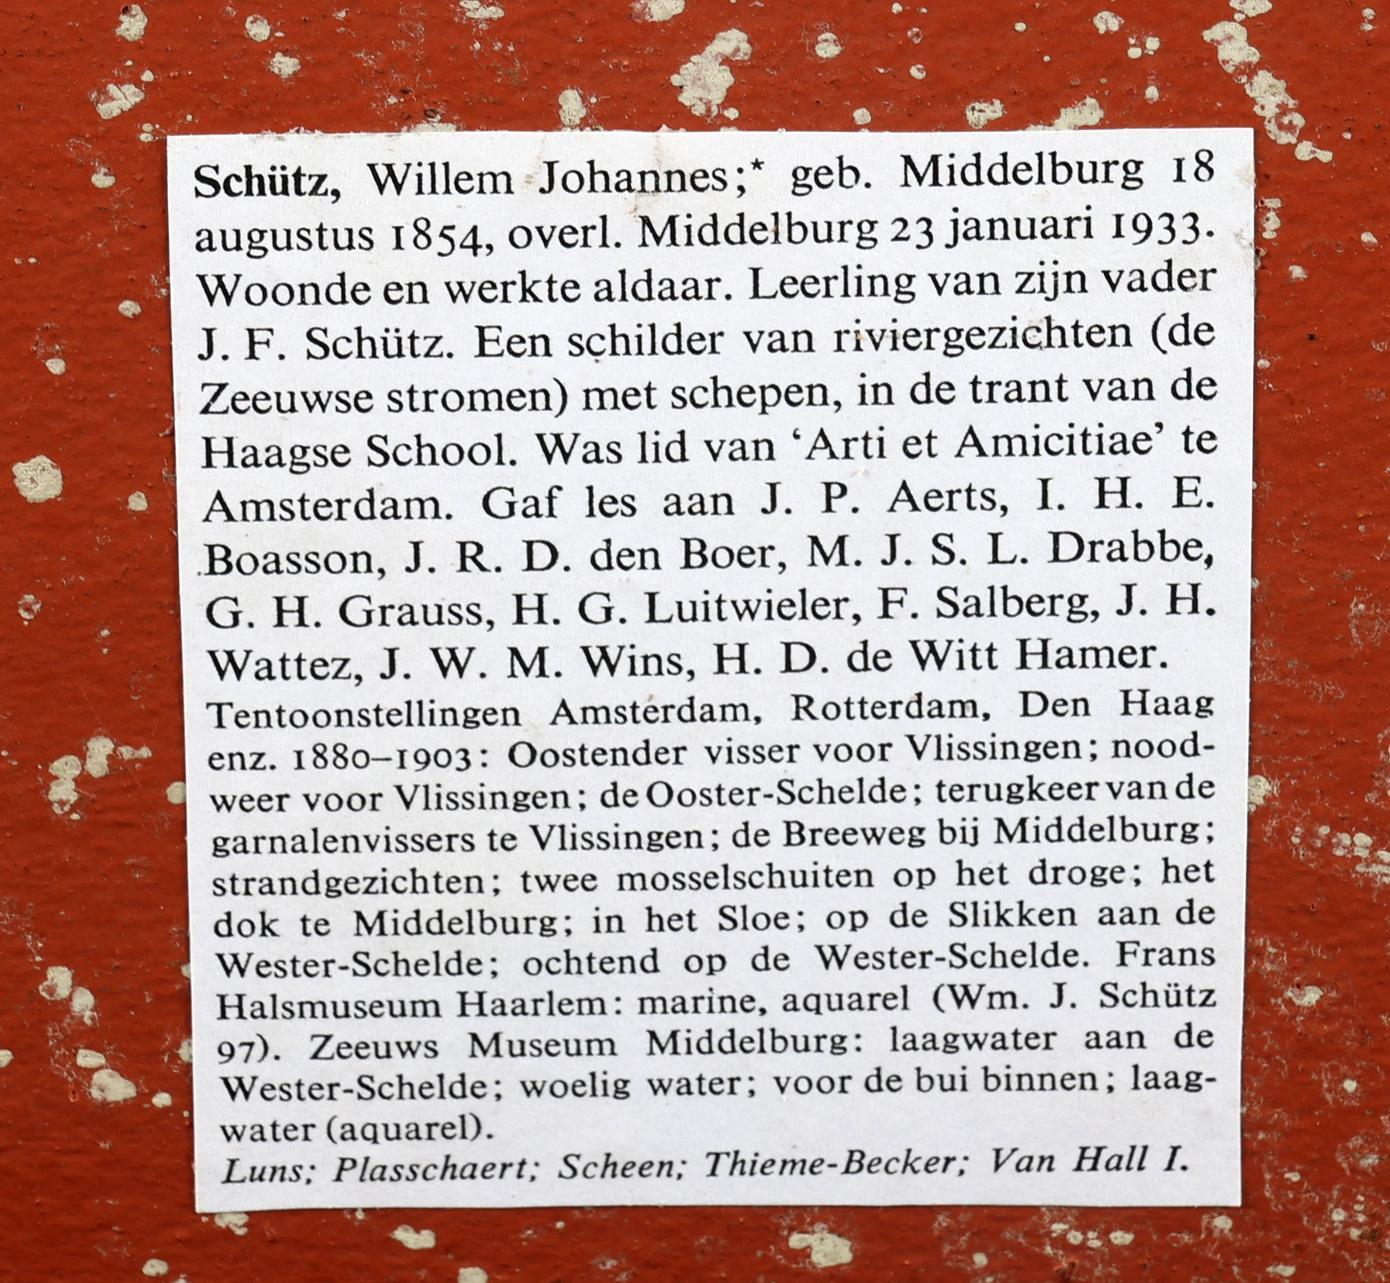 Schütz, Willem Johannes;* geb. Middelburg 18
augustus 1854, overl. Middelburg 23 januari 1933.
Woonde en werkte aldaar. Leerling van zijn vader
J. F. Schütz. Een schilder van riviergezichten (de
Zeeuwse stromen) met schepen, in de trant van de
Haagse School. Was lid van ‘Arti et Amicitiae’ te
Amsterdam. Gaf les aan J. P. Aerts, I. H. E.
Boasson, J. R. D. den Boer, M. J. S. L. Drabbe,
G. H. Grauss, H. G. Luitwieler, F. Salberg, J. H.
Wattez, J. W. M. Wins, H. D. de Witt Hamer.
Tentoonstellingen Amsterdam, Rotterdam, Den Haag
enz. 1880–1903: Oostender visser voor Vlissingen; nood-
weer voor Vlissingen; de Ooster-Schelde; terugkeer van de
garnalenvissers te Vlissingen; de Breeweg bij Middelburg;
strandgezichten; twee mosselschuiten op het droge; het
dok te Middelburg; in het Sloe; op de Slikken aan de
Wester-Schelde; ochtend op de Wester-Schelde. Frans
Halsmuseum Haarlem: marine, aquarel (Wm. J. Schütz
97). Zeeuws Museum Middelburg: laagwater aan de
Wester-Schelde; woelig water; voor de bui binnen; laag-
water (aquarel).
Luns; Plasschaert; Scheen; Thieme-Becker; Van Hall I.